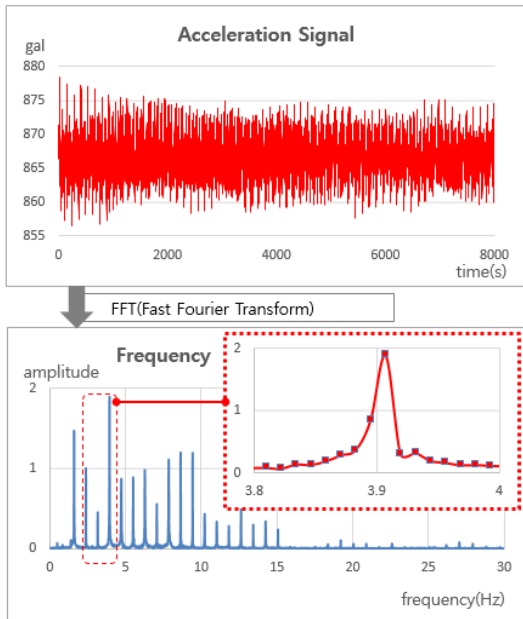 Acceleration Signal
gal
880
875
870
865
860
855
0 2000 4000 6000 8000
time(s)
FFT(Fast Fourier Transform)
Frequency
amplitude
2
1
0
0 5 10 15 20 25 30
frequency(Hz)
2
1
0
3.8 3.9 4